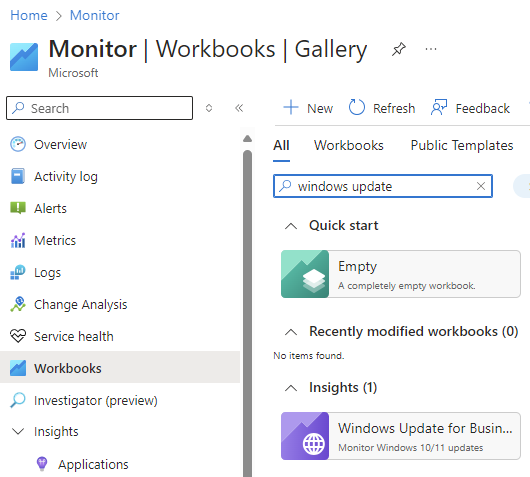 Home > Monitor
Monitor | Workbooks | Gallery
Microsoft
Search
New Refresh Feedback
Overview
Activity log
Alerts
Metrics
Logs
Change Analysis
Service health
Workbooks
Investigator (preview)
Insights
Applications
All Workbooks Public Templates
windows update
Quick start
Empty
A completely empty workbook.
Recently modified workbooks (0)
No items found.
Insights (1)
Windows Update for Busin...
Monitor Windows 10/11 updates